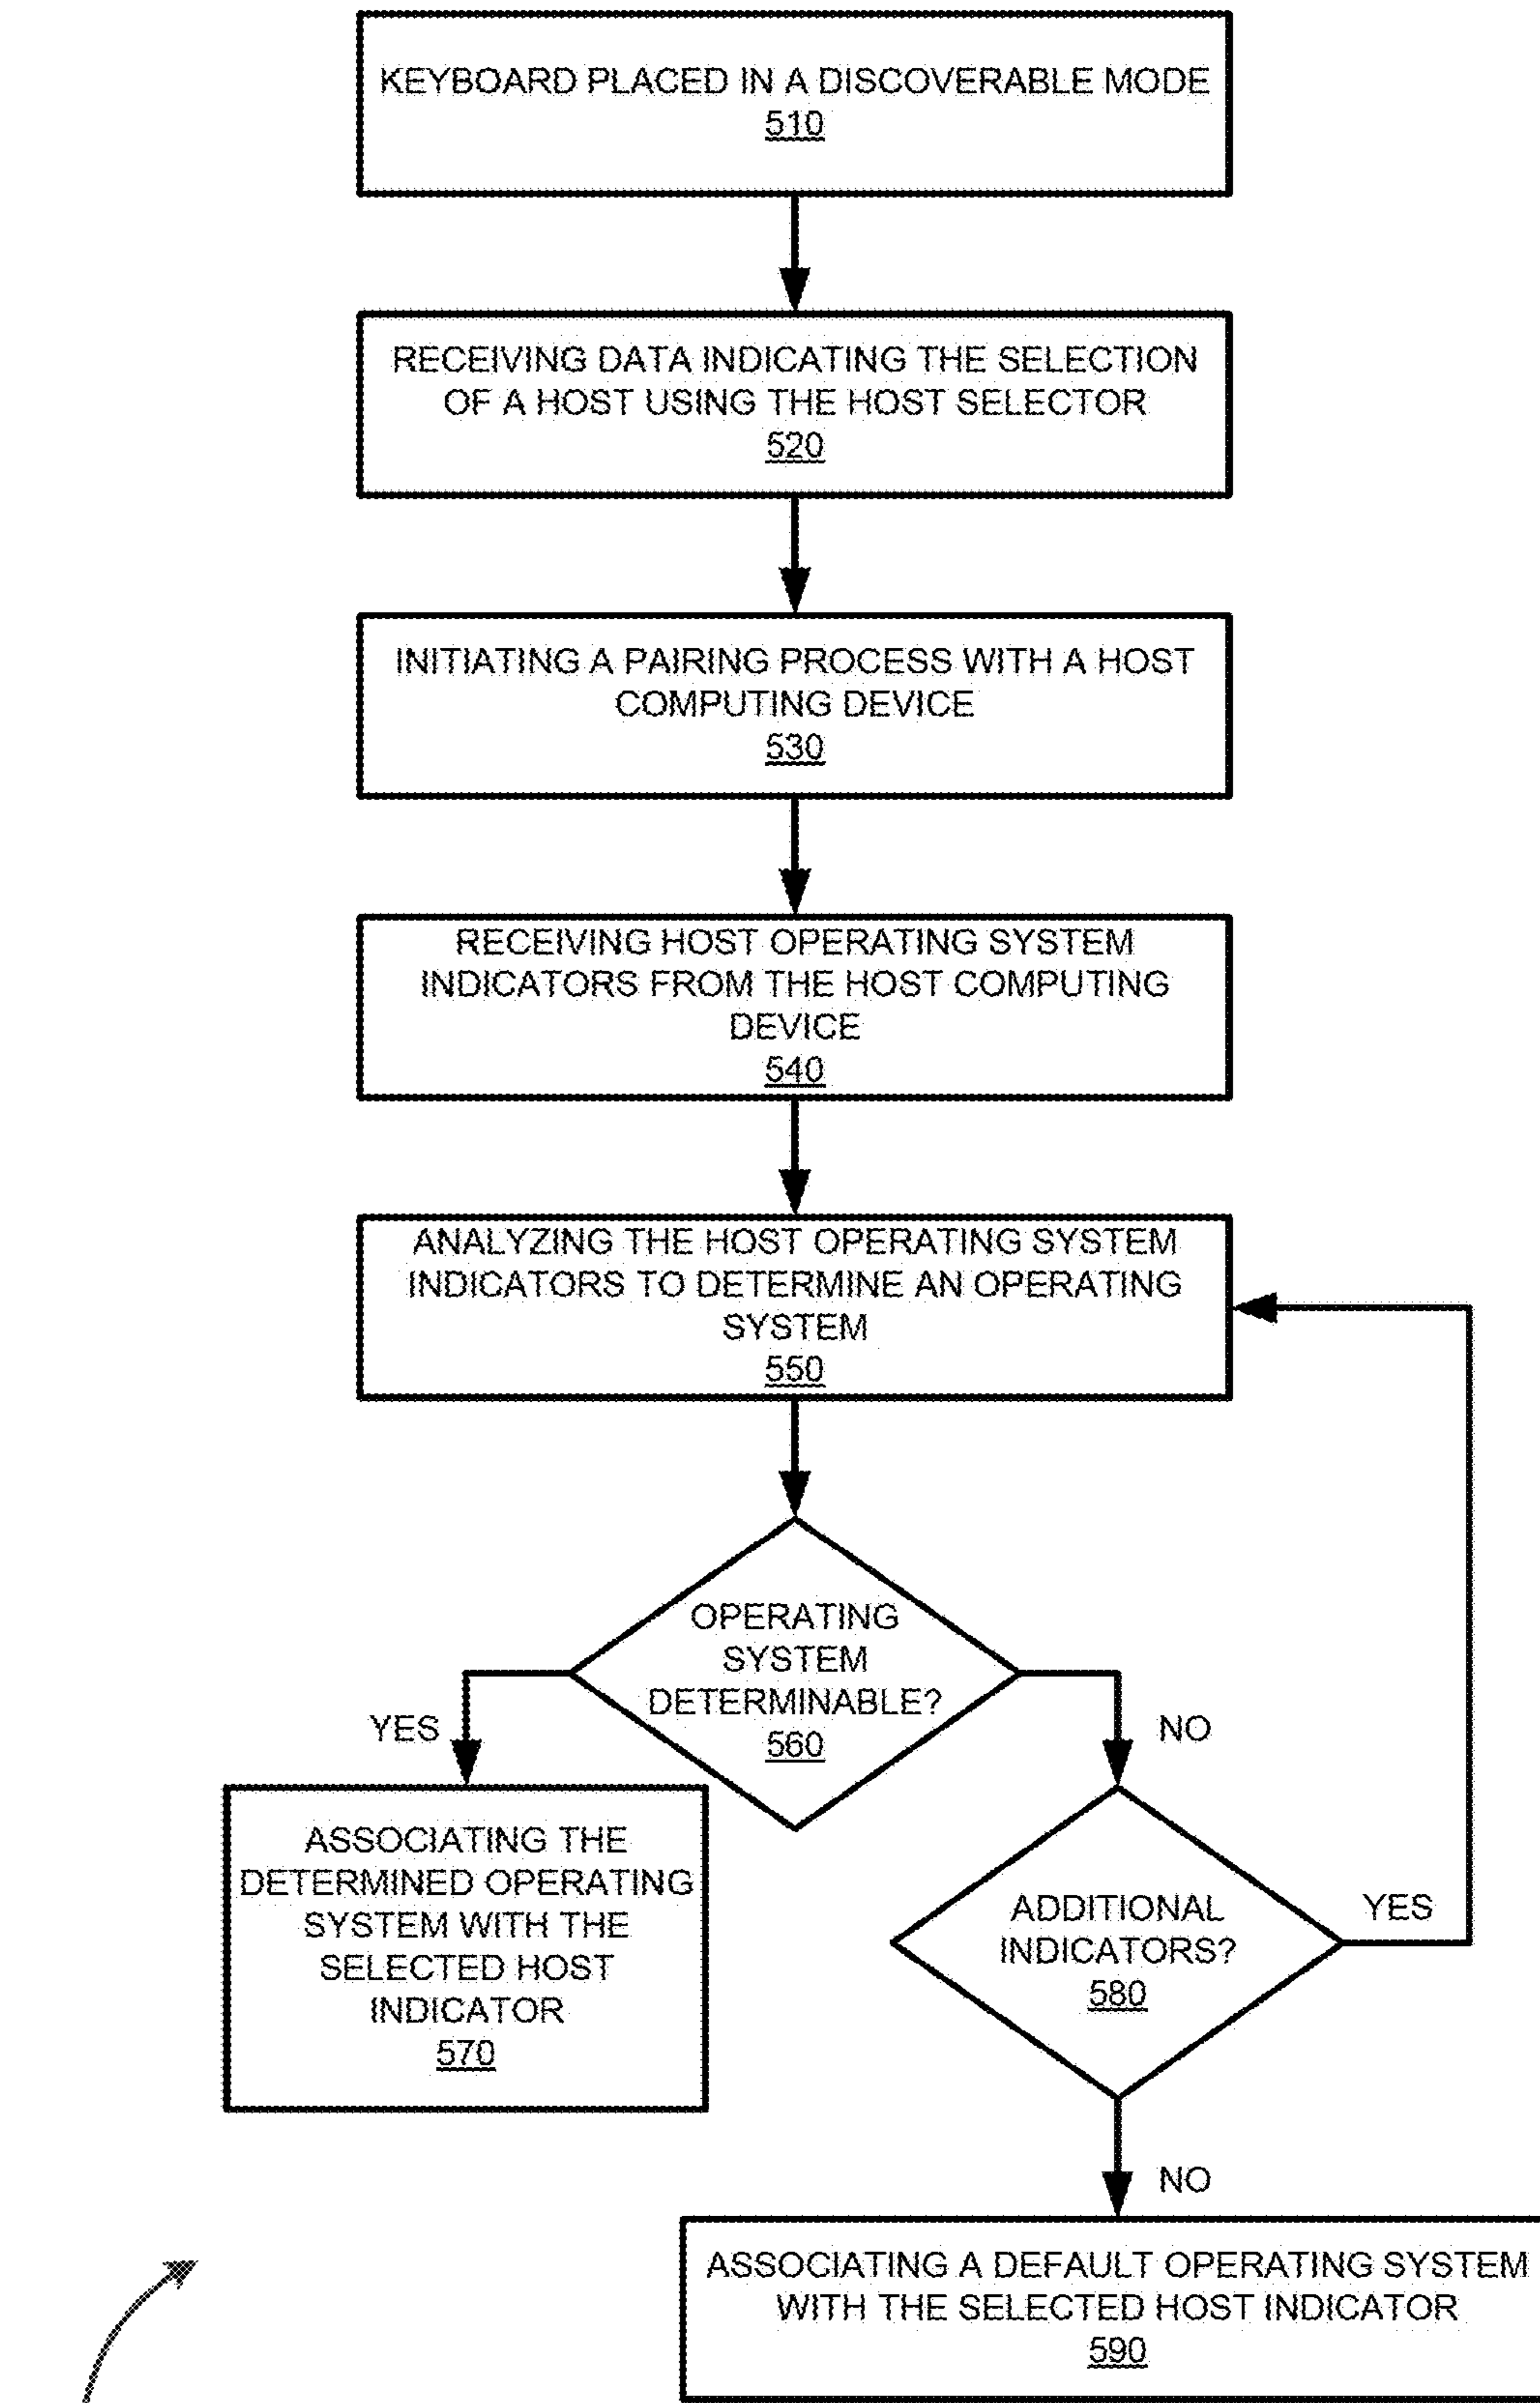 KEYBOARD PLACED IN A DISCOVERABLE MODE
510
RECEIVING DATA INDICATING THE SELECTION
OF A HOST USING THE HOST SELECTOR
520
INITIATING A PAIRING PROCESS WITH A HOST
COMPUTING DEVICE
530
RECEIVING HOST OPERATING SYSTEM
INDICATORS FROM THE HOST COMPUTING
DEVICE
540
ANALYZING THE HOST OPERATING SYSTEM
INDICATORS TO DETERMINE AN OPERATING
SYSTEM
550
OPERATING
SYSTEM
DETERMINABLE?
560
YES
NO
ASSOCIATING THE
DETERMINED OPERATING
SYSTEM WITH THE
SELECTED HOST
INDICATOR
570
ADDITIONAL
INDICATORS?
580
YES
NO
ASSOCIATING A DEFAULT OPERATING SYSTEM
WITH THE SELECTED HOST INDICATOR
590